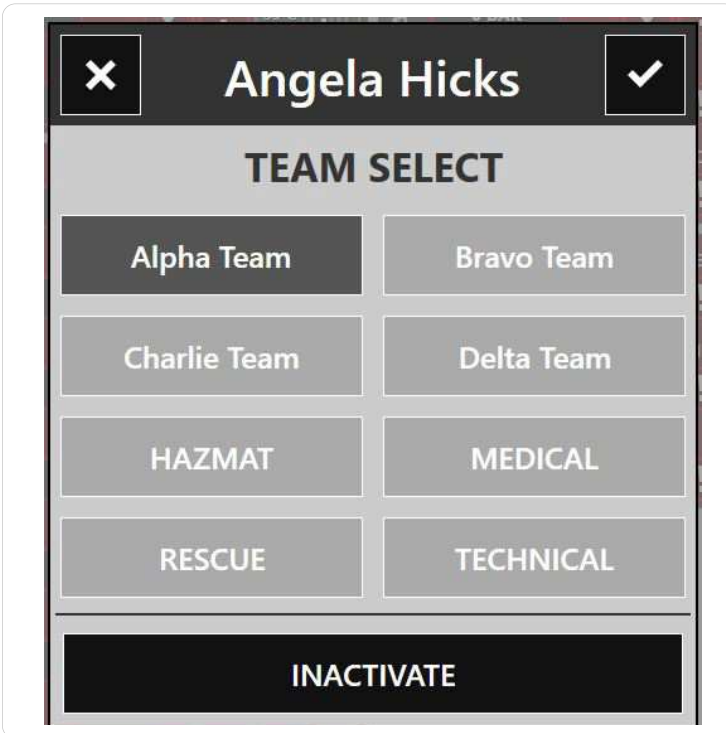 Angela Hicks
TEAM SELECT
Alpha Team
Bravo Team
Charlie Team
Delta Team
HAZMAT
MEDICAL
RESCUE
TECHNICAL
INACTIVATE